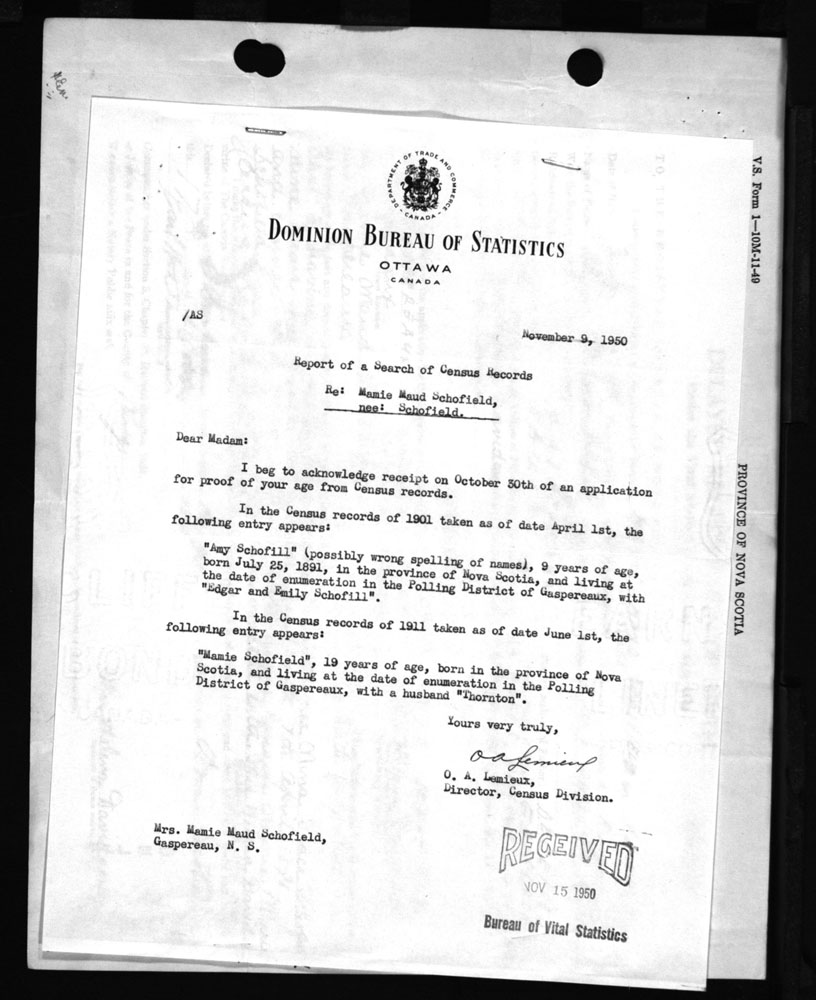 DEPARTMENT OF TRADE AND COMMERCE
- CANADA -
DOMINION BUREAU OF STATISTICS
OTTAWA
CANADA
/AS
November 9, 1950
Report of a Search of Census Records
Re: Mamie Maud Schofield,
nee: Schofield.
Dear Madam:
I beg to acknowledge receipt on October 30th of an application
for proof of your age from Census records.
In the Census records of 1901 taken as of date April 1st, the
following entry appears:
"Amy Schofill" (possibly wrong spelling of names), 9 years of age,
born July 25, 1891, in the province of Nova Scotia, and living at
the date of enumeration in the Polling District of Gaspereaux, with
"Edgar and Emily Schofill".
In the Census records of 1911 taken as of date June 1st, the
following entry appears:
"Mamie Schofield", 19 years of age, born in the province of Nova
Scotia, and living at the date of enumeration in the Polling
District of Gaspereaux, with a husband "Thornton".
Yours very truly,
O A Lemieux
O. A. Lemieux,
Director, Census Division.
Mrs. Mamie Maud Schofield,
Gaspereau, N. S.
RECEIVED
NOV 15 1950
Bureau of Vital Statistics
V.S. Form 1—10M-11-49
PROVINCE OF NOVA SCOTIA